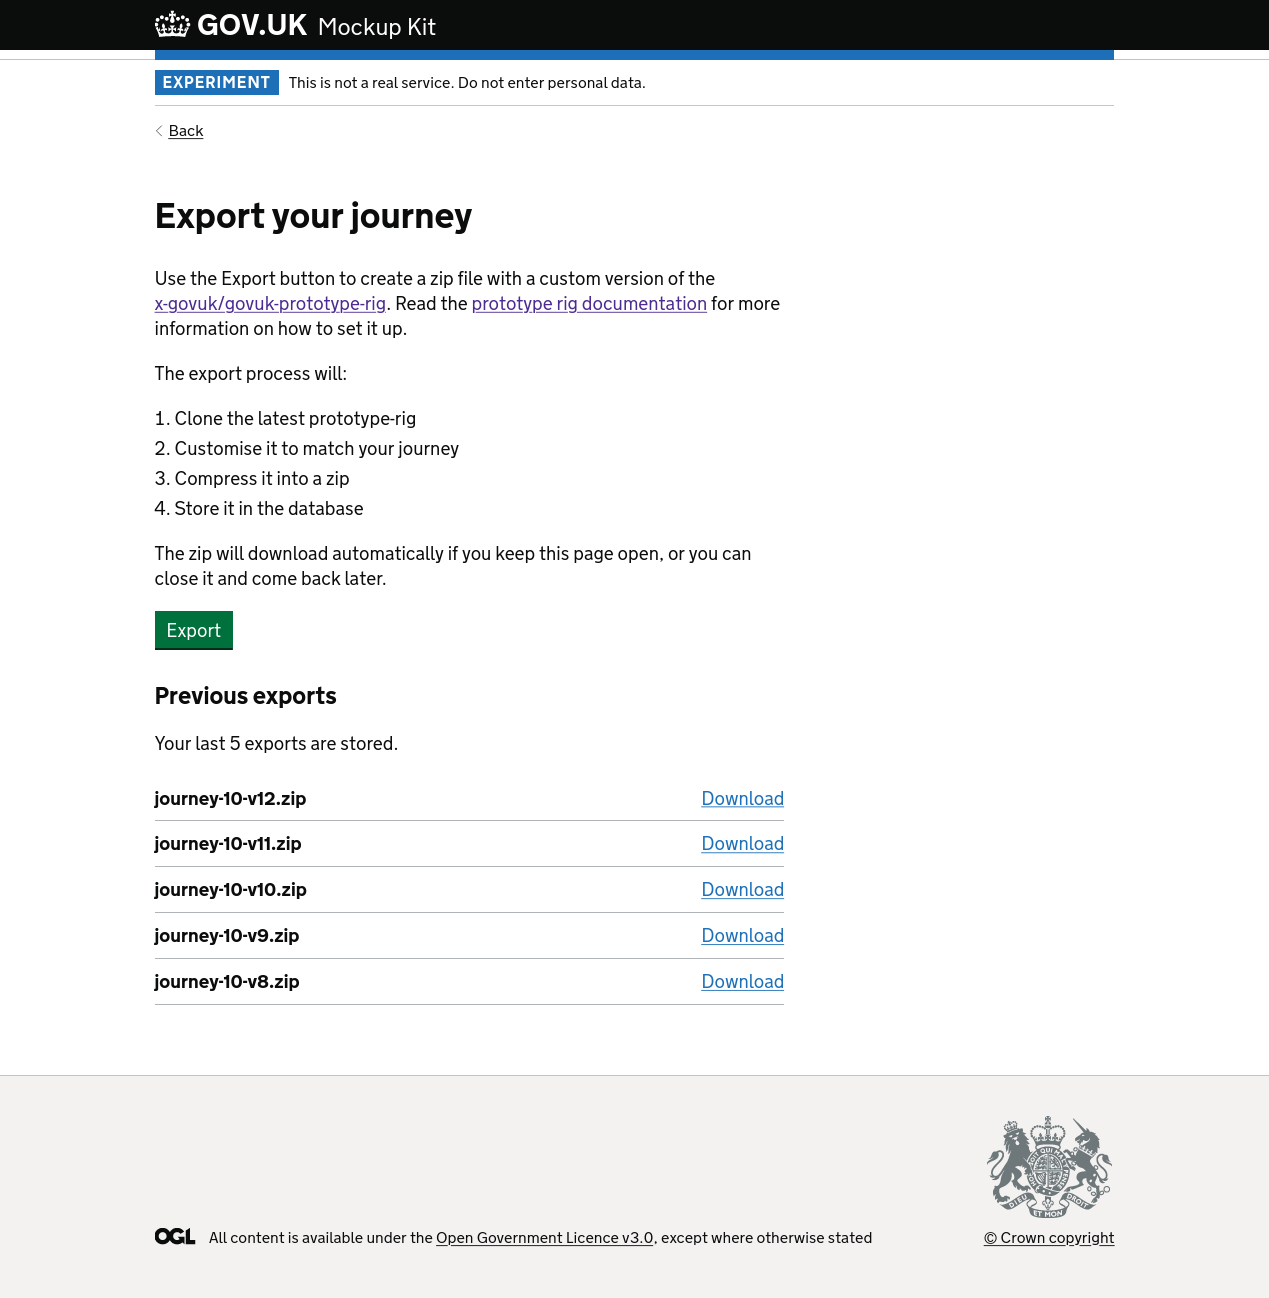 GOV.UK Mockup Kit
EXPERIMENT This is not a real service. Do not enter personal data.
Back
Export your journey
Use the Export button to create a zip file with a custom version of the
x-govuk/govuk-prototype-rig. Read the prototype rig documentation for more
information on how to set it up.
The export process will:
1. Clone the latest prototype-rig
2. Customise it to match your journey
3. Compress it into a zip
4. Store it in the database
The zip will download automatically if you keep this page open, or you can
close it and come back later.
Export
Previous exports
Your last 5 exports are stored.
journey-10-v12.zip Download
journey-10-v11.zip Download
journey-10-v10.zip Download
journey-10-v9.zip Download
journey-10-v8.zip Download
DIEU ET MON DROIT
OGL All content is available under the Open Government Licence v3.0, except where otherwise stated
© Crown copyright